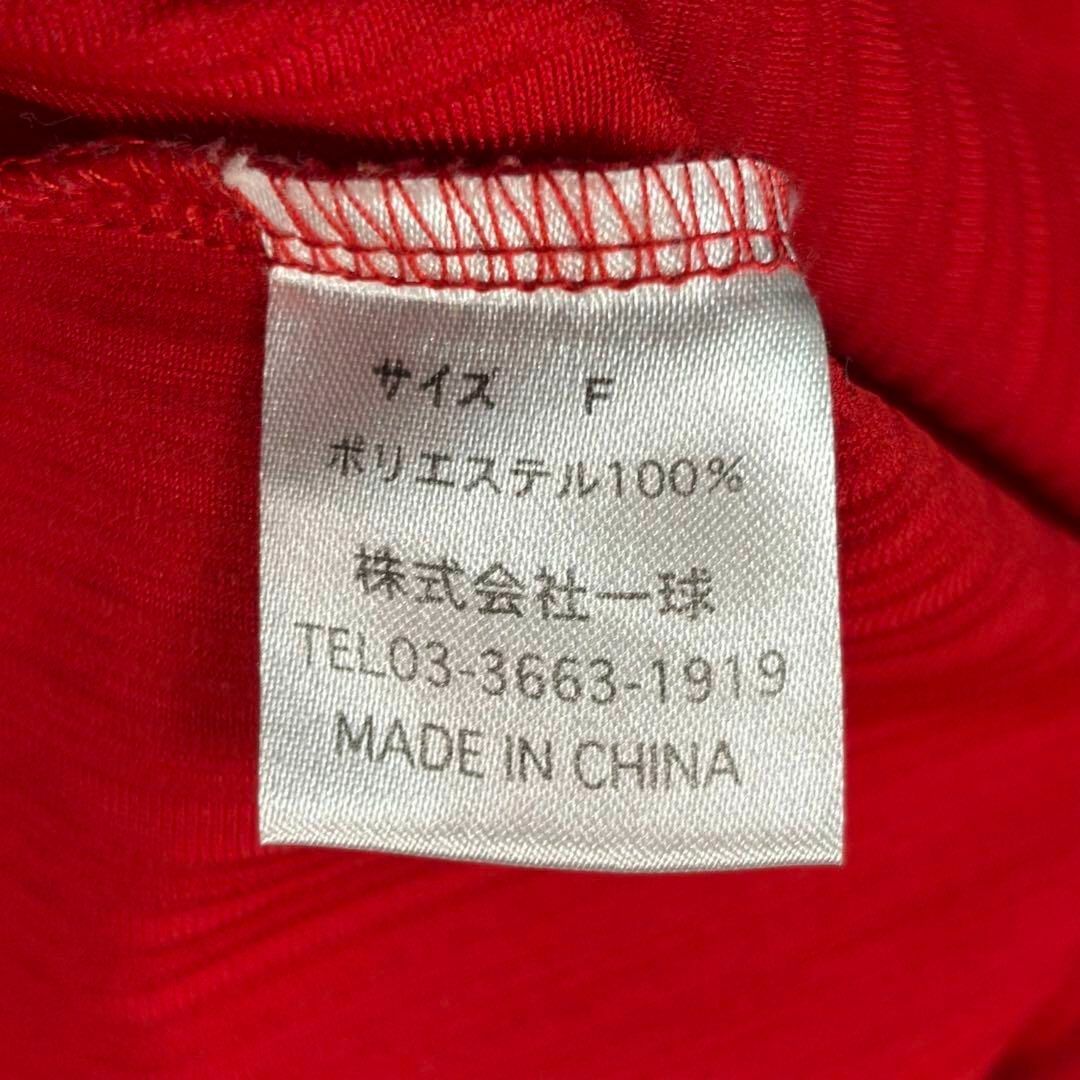 サイズ F
ポリエステル100%
株式会社一球
TEL03-3663-1919
MADE IN CHINA